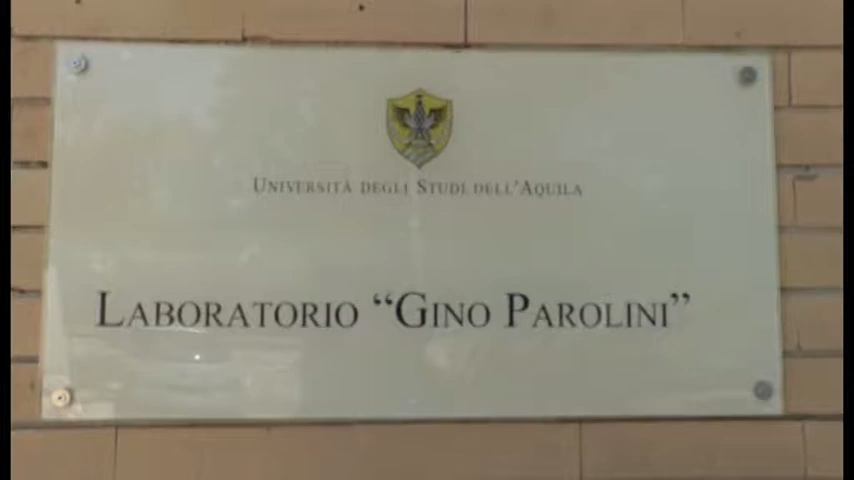 Università degli Studi dell'Aquila
Laboratorio “Gino Parolini”